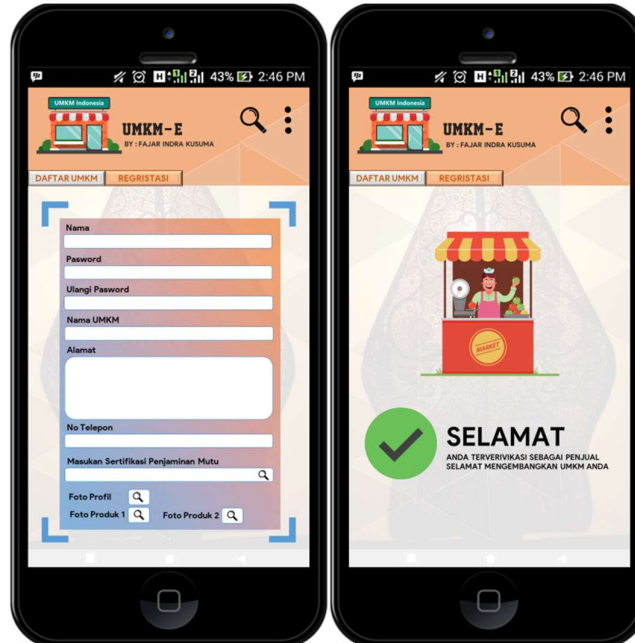 43% 2:46 PM
UMKM Indonesia
UMKM-E
BY : FAJAR INDRA KUSUMA
DAFTAR UMKM
REGRISTASI
Nama
Pasword
Ulangi Pasword
Nama UMKM
Alamat
No Telepon
Masukan Sertifikasi Penjaminan Mutu
Foto Profil
Foto Produk 1 Foto Produk 2
43% 2:46 PM
UMKM Indonesia
UMKM-E
BY : FAJAR INDRA KUSUMA
DAFTAR UMKM
REGRISTASI
MARKET
SELAMAT
ANDA TERVERIVIKASI SEBAGAI PENJUAL
SELAMAT MENGEMBANGKAN UMKM ANDA